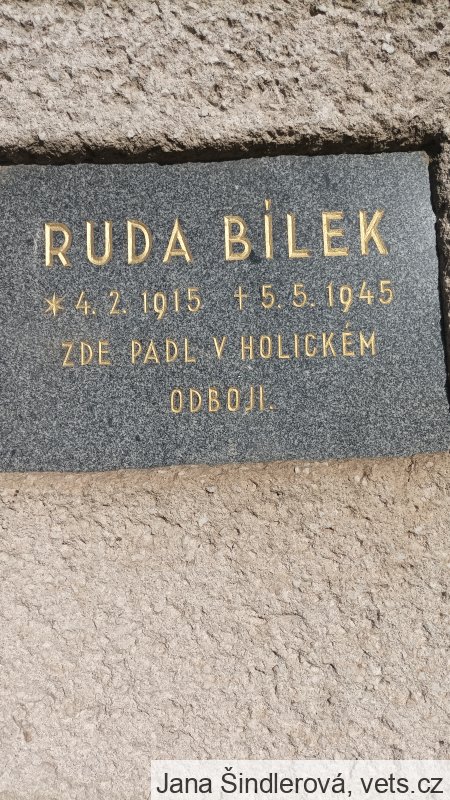 RUDA BÍLEK
* 4. 2. 1915 ✝ 5. 5. 1945
ZDE PADL V HOLICKÉM
ODBOJI.
Jana Šindlerová, vets.cz